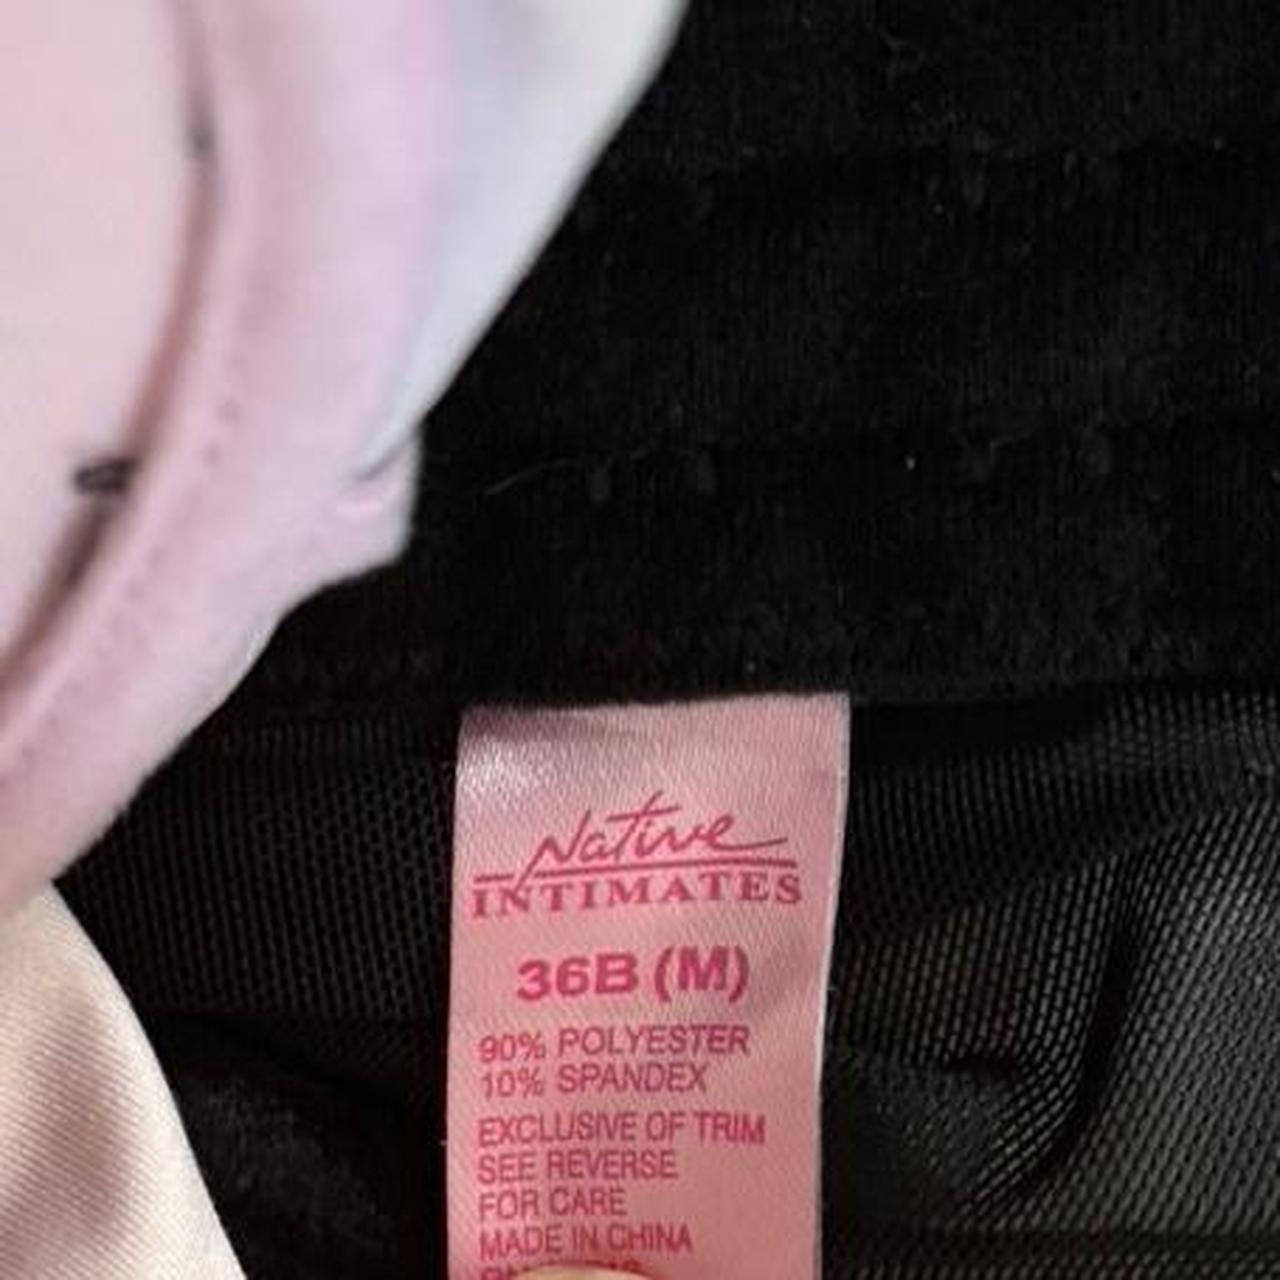 Native
INTIMATES
36B (M)
90% POLYESTER
10% SPANDEX
EXCLUSIVE OF TRIM
SEE REVERSE
FOR CARE
MADE IN CHINA